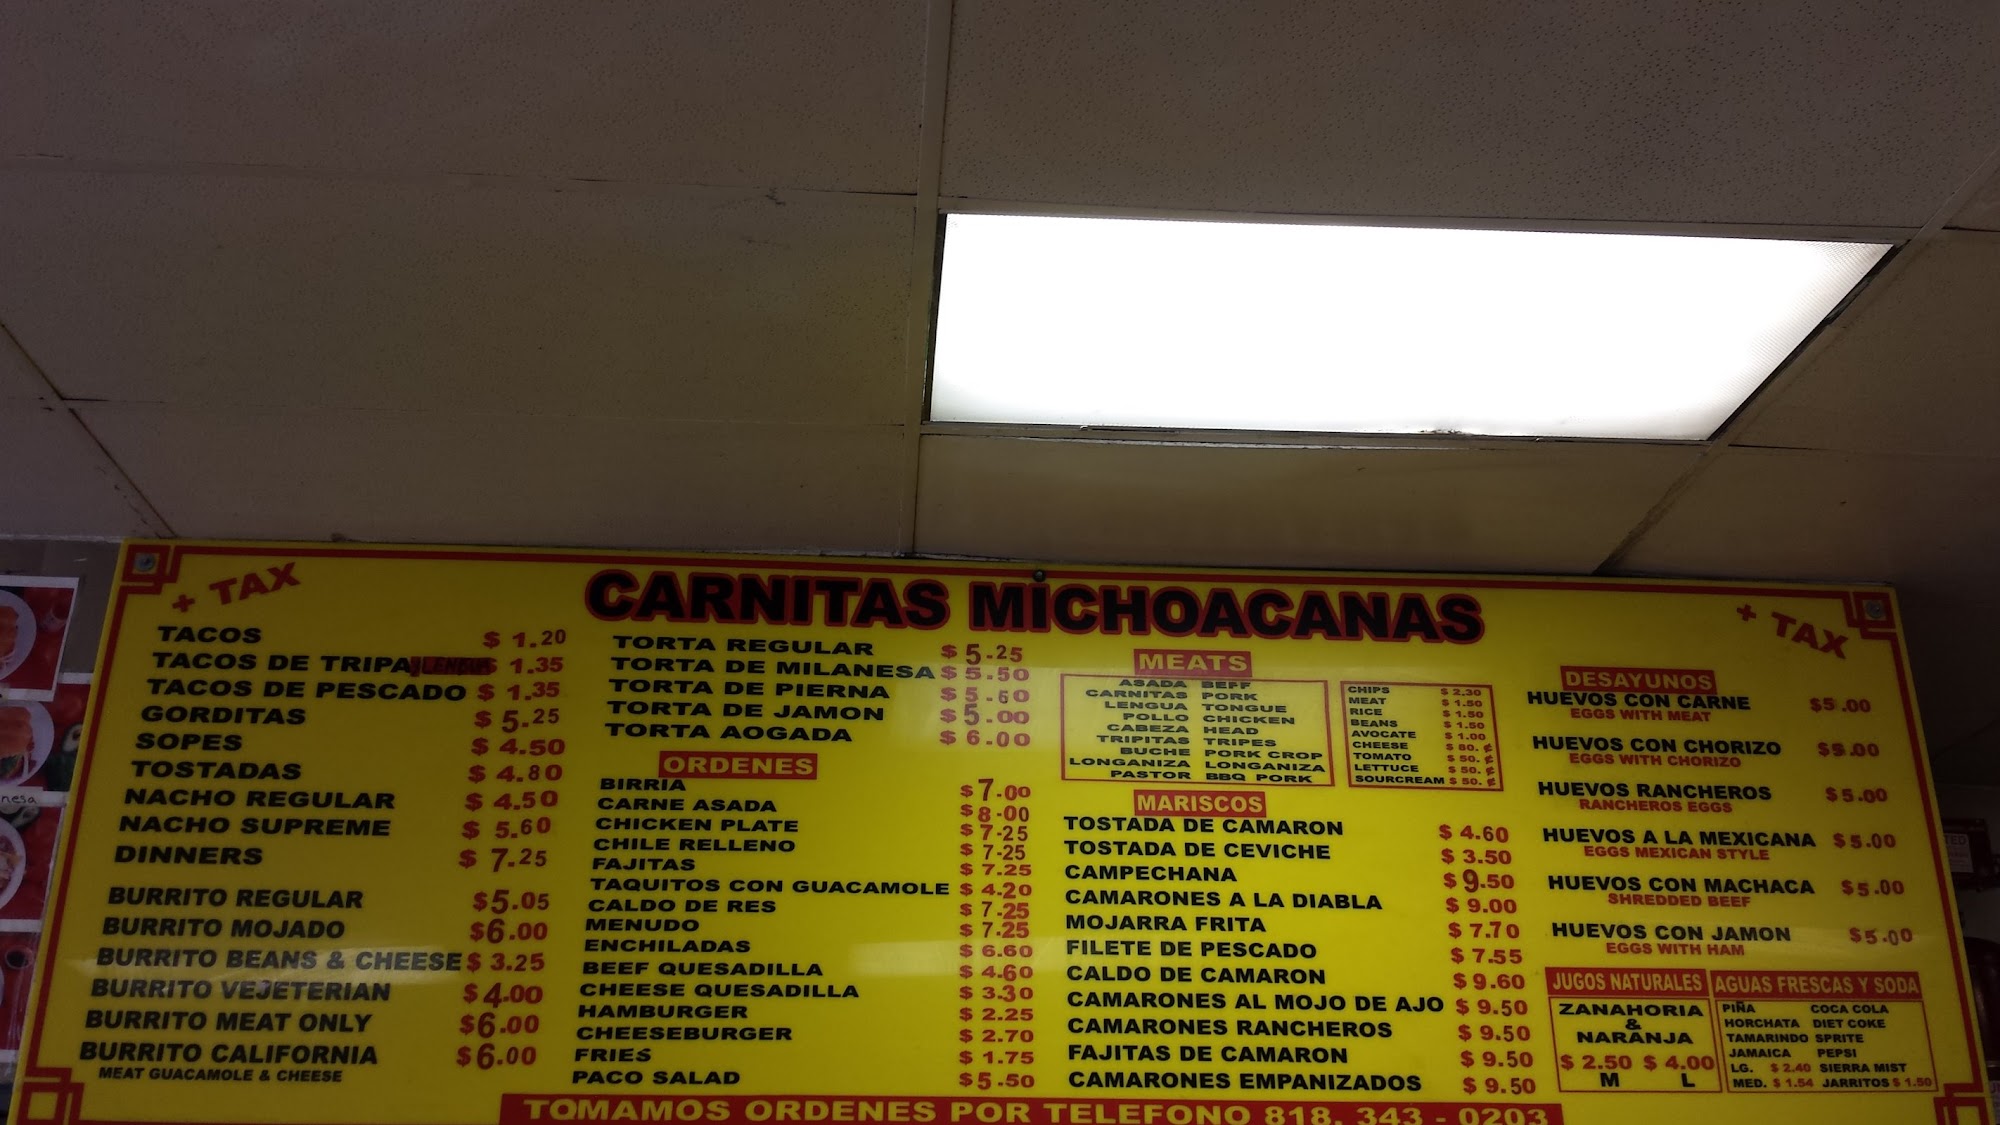 + TAX
CARNITAS MICHOACANAS
+ TAX
TACOS $ 1.20
TACOS DE TRIPA $ 1.35
TACOS DE PESCADO $ 1.35
GORDITAS $ 5.25
SOPES $ 4.50
TOSTADAS $ 4.80
NACHO REGULAR $ 4.50
NACHO SUPREME $ 5.60
DINNERS $ 7.25
BURRITO REGULAR $5.05
BURRITO MOJADO $6.00
BURRITO BEANS & CHEESE $ 3.25
BURRITO VEJETERIAN $4.00
BURRITO MEAT ONLY $6.00
BURRITO CALIFORNIA $6.00
MEAT GUACAMOLE & CHEESE
TORTA REGULAR $5.25
TORTA DE MILANESA $5.50
TORTA DE PIERNA $5.60
TORTA DE JAMON $5.00
TORTA AOGADA $ 6.00
ORDENES
BIRRIA $7.00
CARNE ASADA $8-00
CHICKEN PLATE $7-25
CHILE RELLENO $ 7-25
FAJITAS $ 7.25
TAQUITOS CON GUACAMOLE $ 4.20
CALDO DE RES $ 7-25
MENUDO $ 7.25
ENCHILADAS $ 6.60
BEEF QUESADILLA $ 4.60
CHEESE QUESADILLA $ 3.30
HAMBURGER $ 2.25
CHEESEBURGER $ 2.70
FRIES $ 1.75
PACO SALAD $5.50
MEATS
ASADA BEFF
CARNITAS PORK
LENGUA TONGUE
POLLO CHICKEN
CABEZA HEAD
TRIPITAS TRIPES
BUCHE PORK CROP
LONGANIZA LONGANIZA
PASTOR BBQ PORK
CHIPS $ 2.30
MEAT $ 1.50
RICE $ 1.50
BEANS $ 1.50
AVOCATE $ 1.00
CHEESE $ 80. ¢
TOMATO $ 50. ¢
LETTUCE $ 50. ¢
SOURCREAM $ 50. ¢
MARISCOS
TOSTADA DE CAMARON $ 4.60
TOSTADA DE CEVICHE $ 3.50
CAMPECHANA $9.50
CAMARONES A LA DIABLA $ 9.00
MOJARRA FRITA $ 7.70
FILETE DE PESCADO $ 7.55
CALDO DE CAMARON $ 9.60
CAMARONES AL MOJO DE AJO $ 9.50
CAMARONES RANCHEROS $ 9.50
FAJITAS DE CAMARON $ 9.50
CAMARONES EMPANIZADOS $ 9.50
DESAYUNOS
HUEVOS CON CARNE $5.00
EGGS WITH MEAT
HUEVOS CON CHORIZO $5.00
EGGS WITH CHORIZO
HUEVOS RANCHEROS $5.00
RANCHEROS EGGS
HUEVOS A LA MEXICANA $5.00
EGGS MEXICAN STYLE
HUEVOS CON MACHACA $5.00
SHREDDED BEEF
HUEVOS CON JAMON $5.00
EGGS WITH HAM
JUGOS NATURALES
ZANAHORIA
&
NARANJA
$ 2.50 $ 4.00
M L
AGUAS FRESCAS Y SODA
PIÑA COCA COLA
HORCHATA DIET COKE
TAMARINDO SPRITE
JAMAICA PEPSI
LG. $ 2.40 SIERRA MIST
MED. $ 1.54 JARRITOS $ 1.50
TOMAMOS ORDENES POR TELEFONO 818. 343 - 0203